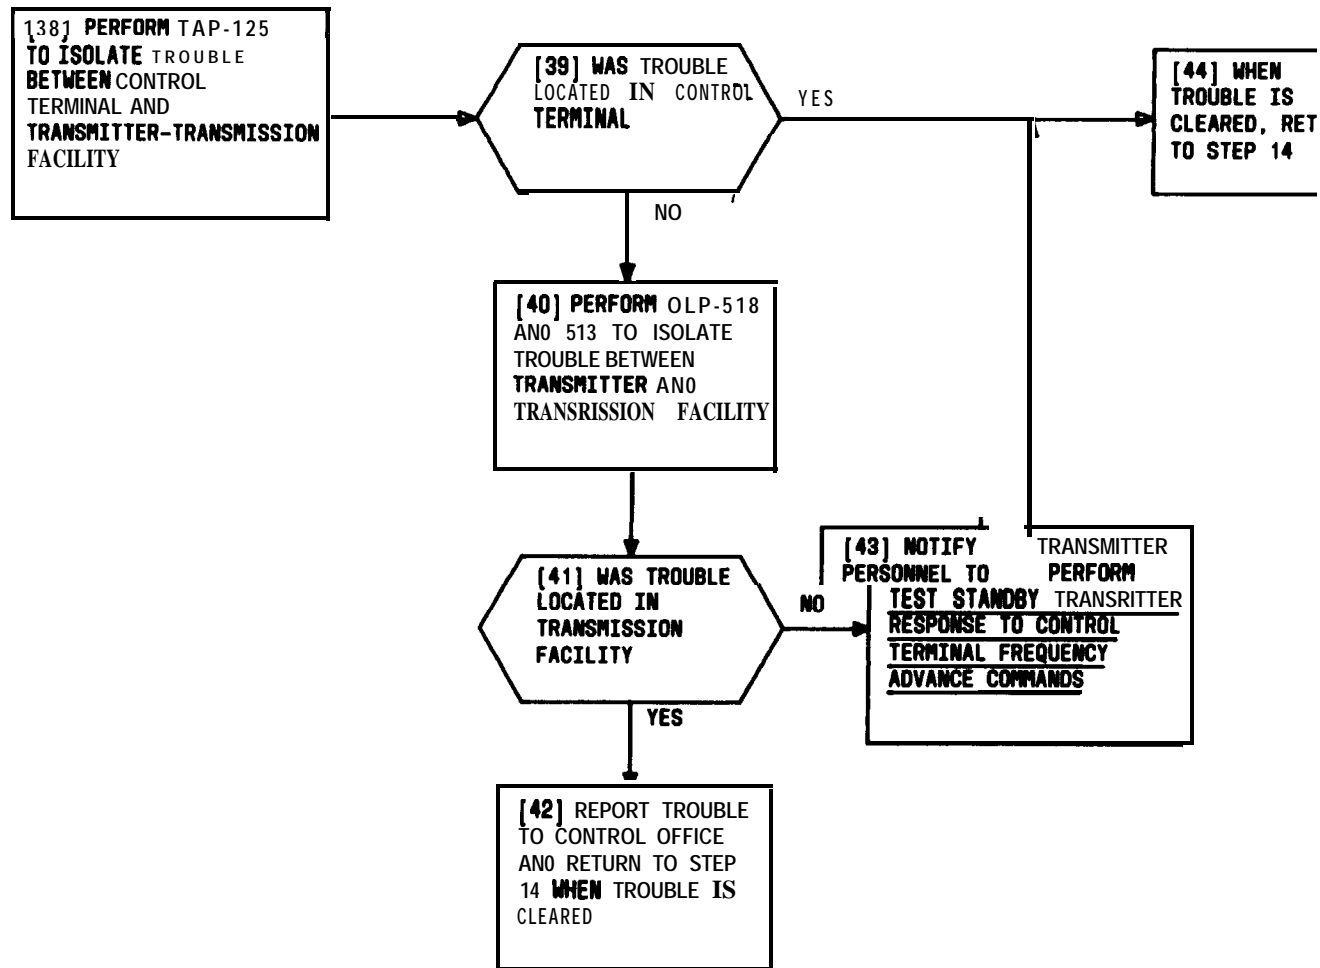 1381 PERFORM TAP-125
TO ISOLATE TROUBLE
BETWEEN CONTROL
TERMINAL AND
TRANSMITTER-TRANSMISSION
FACILITY
[39] WAS TROUBLE
LOCATED IN CONTROL
TERMINAL
YES
[44] WHEN
TROUBLE IS
CLEARED, RET
TO STEP 14
NO
[40] PERFORM OLP-518
AN0 513 TO ISOLATE
TROUBLE BETWEEN
TRANSMITTER AN0
TRANSRISSION FACILITY
[41] WAS TROUBLE
LOCATED IN
TRANSMISSION
FACILITY
NO
[43] NOTIFY TRANSMITTER
PERSONNEL TO PERFORM
TEST STANDBY TRANSRITTER
RESPONSE TO CONTROL
TERMINAL FREQUENCY
ADVANCE COMMANDS
YES
[42] REPORT TROUBLE
TO CONTROL OFFICE
AN0 RETURN TO STEP
14 WHEN TROUBLE IS
CLEARED